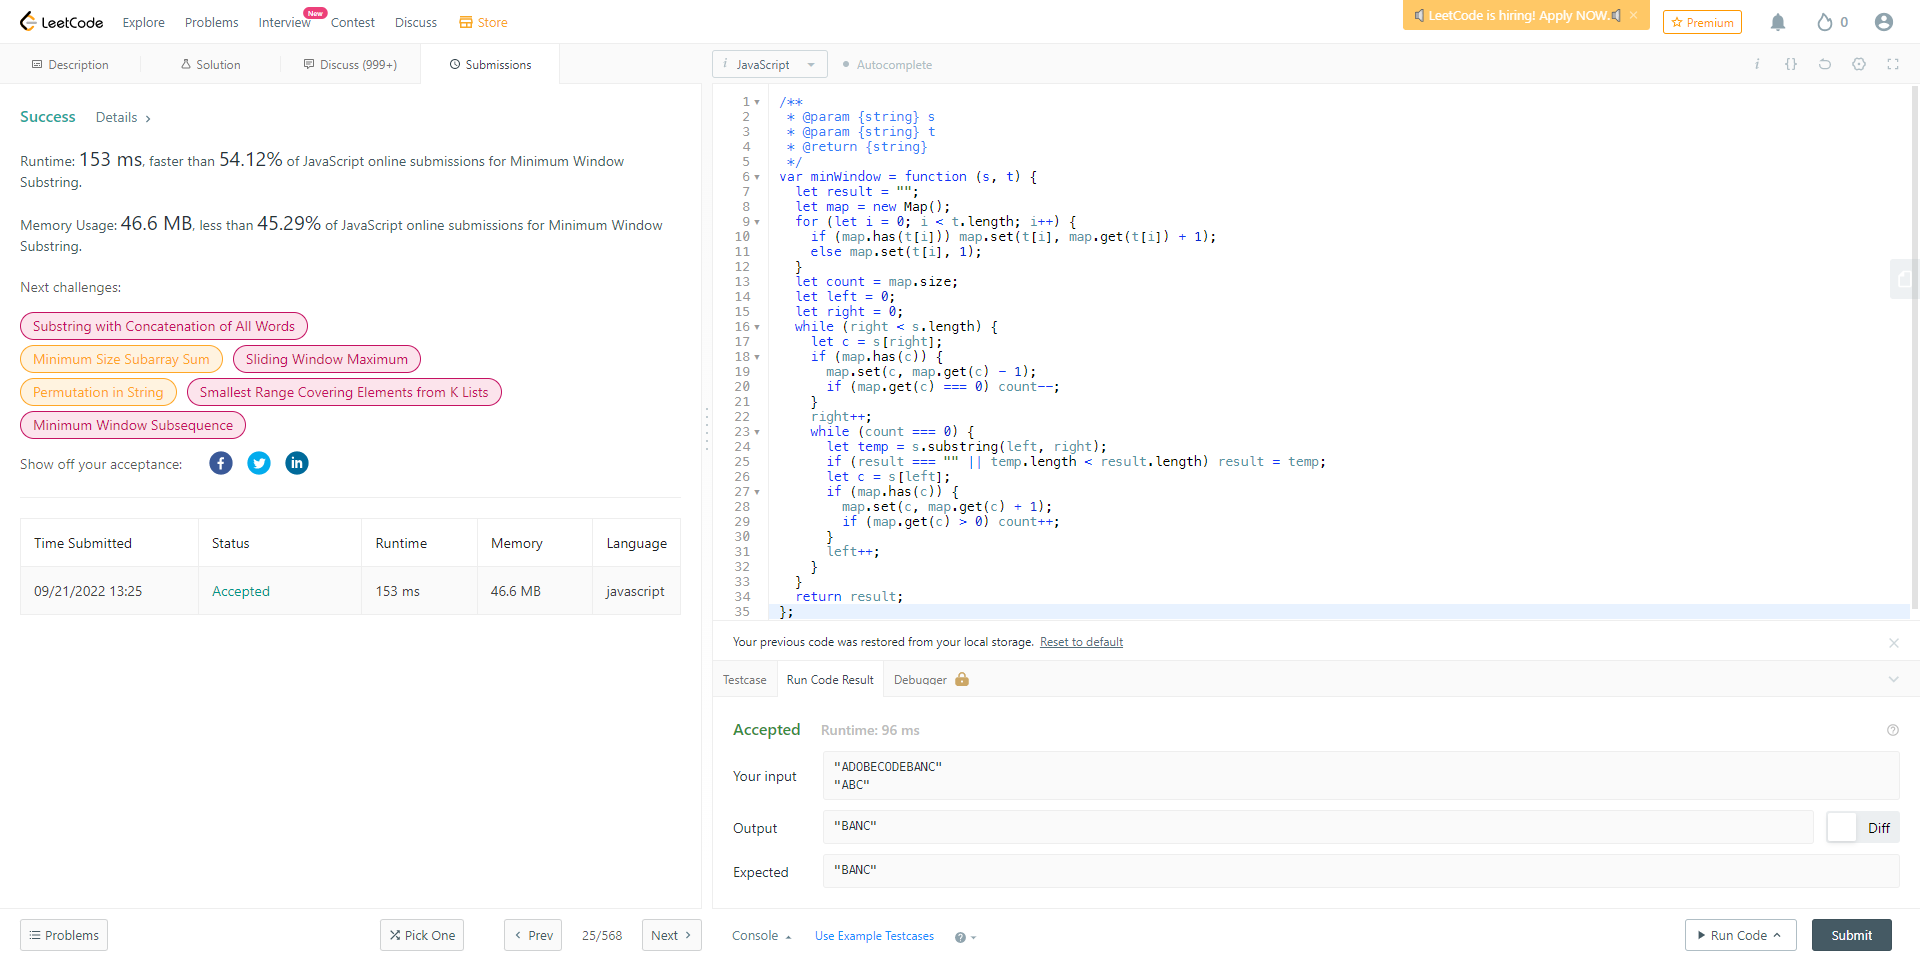 LeetCode Explore Problems Interview New Contest Discuss Store LeetCode is hiring! Apply NOW. × Premium 0
Description Solution Discuss (999+) Submissions
Success Details >
Runtime: 153 ms, faster than 54.12% of JavaScript online submissions for Minimum Window
Substring.
Memory Usage: 46.6 MB, less than 45.29% of JavaScript online submissions for Minimum Window
Substring.
Next challenges:
Substring with Concatenation of All Words
Minimum Size Subarray Sum Sliding Window Maximum
Permutation in String Smallest Range Covering Elements from K Lists
Minimum Window Subsequence
Show off your acceptance:
Time Submitted Status Runtime Memory Language
09/21/2022 13:25 Accepted 153 ms 46.6 MB javascript
Problems Pick One < Prev 25/568 Next >
i JavaScript Autocomplete i {}
1 /**
2  * @param {string} s
3  * @param {string} t
4  * @return {string}
5  */
6 var minWindow = function (s, t) {
7   let result = "";
8   let map = new Map();
9   for (let i = 0; i < t.length; i++) {
10     if (map.has(t[i])) map.set(t[i], map.get(t[i]) + 1);
11     else map.set(t[i], 1);
12   }
13   let count = map.size;
14   let left = 0;
15   let right = 0;
16   while (right < s.length) {
17     let c = s[right];
18     if (map.has(c)) {
19       map.set(c, map.get(c) - 1);
20       if (map.get(c) === 0) count--;
21     }
22     right++;
23     while (count === 0) {
24       let temp = s.substring(left, right);
25       if (result === "" || temp.length < result.length) result = temp;
26       let c = s[left];
27       if (map.has(c)) {
28         map.set(c, map.get(c) + 1);
29         if (map.get(c) > 0) count++;
30       }
31       left++;
32     }
33   }
34   return result;
35 };
Your previous code was restored from your local storage. Reset to default
Testcase Run Code Result Debugger
Accepted Runtime: 96 ms
Your input
"ADOBECODEBANC"
"ABC"
Output "BANC" Diff
Expected "BANC"
Console Use Example Testcases Run Code Submit